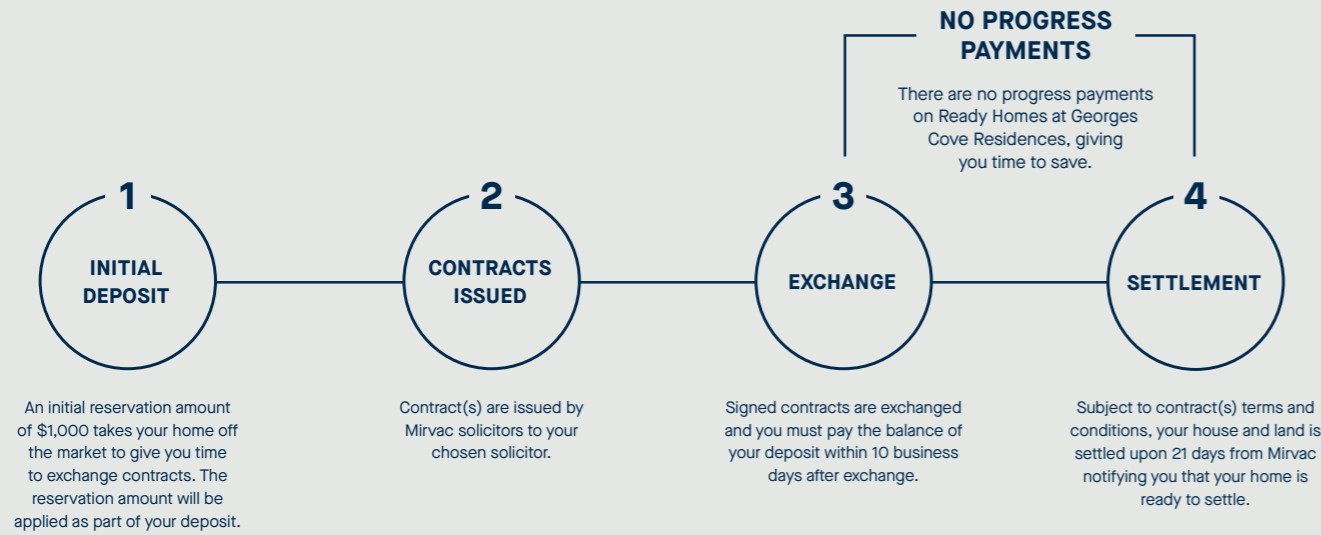 NO PROGRESS
PAYMENTS
There are no progress payments
on Ready Homes at Georges
Cove Residences, giving
you time to save.
1
INITIAL
DEPOSIT
An initial reservation amount
of $1,000 takes your home off
the market to give you time
to exchange contracts. The
reservation amount will be
applied as part of your deposit.
2
CONTRACTS
ISSUED
Contract(s) are issued by
Mirvac solicitors to your
chosen solicitor.
3
EXCHANGE
Signed contracts are exchanged
and you must pay the balance of
your deposit within 10 business
days after exchange.
4
SETTLEMENT
Subject to contract(s) terms and
conditions, your house and land is
settled upon 21 days from Mirvac
notifying you that your home is
ready to settle.